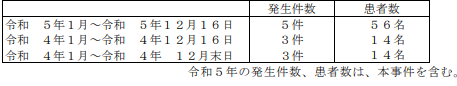 発生件数 患者数
令和　５年１月～令和　５年１２月１６日 ５件 ５６名
令和　４年１月～令和　４年１２月１６日 ３件 １４名
令和　４年１月～令和　４年　１２月末日 ３件 １４名
令和５年の発生件数、患者数は、本事件を含む。